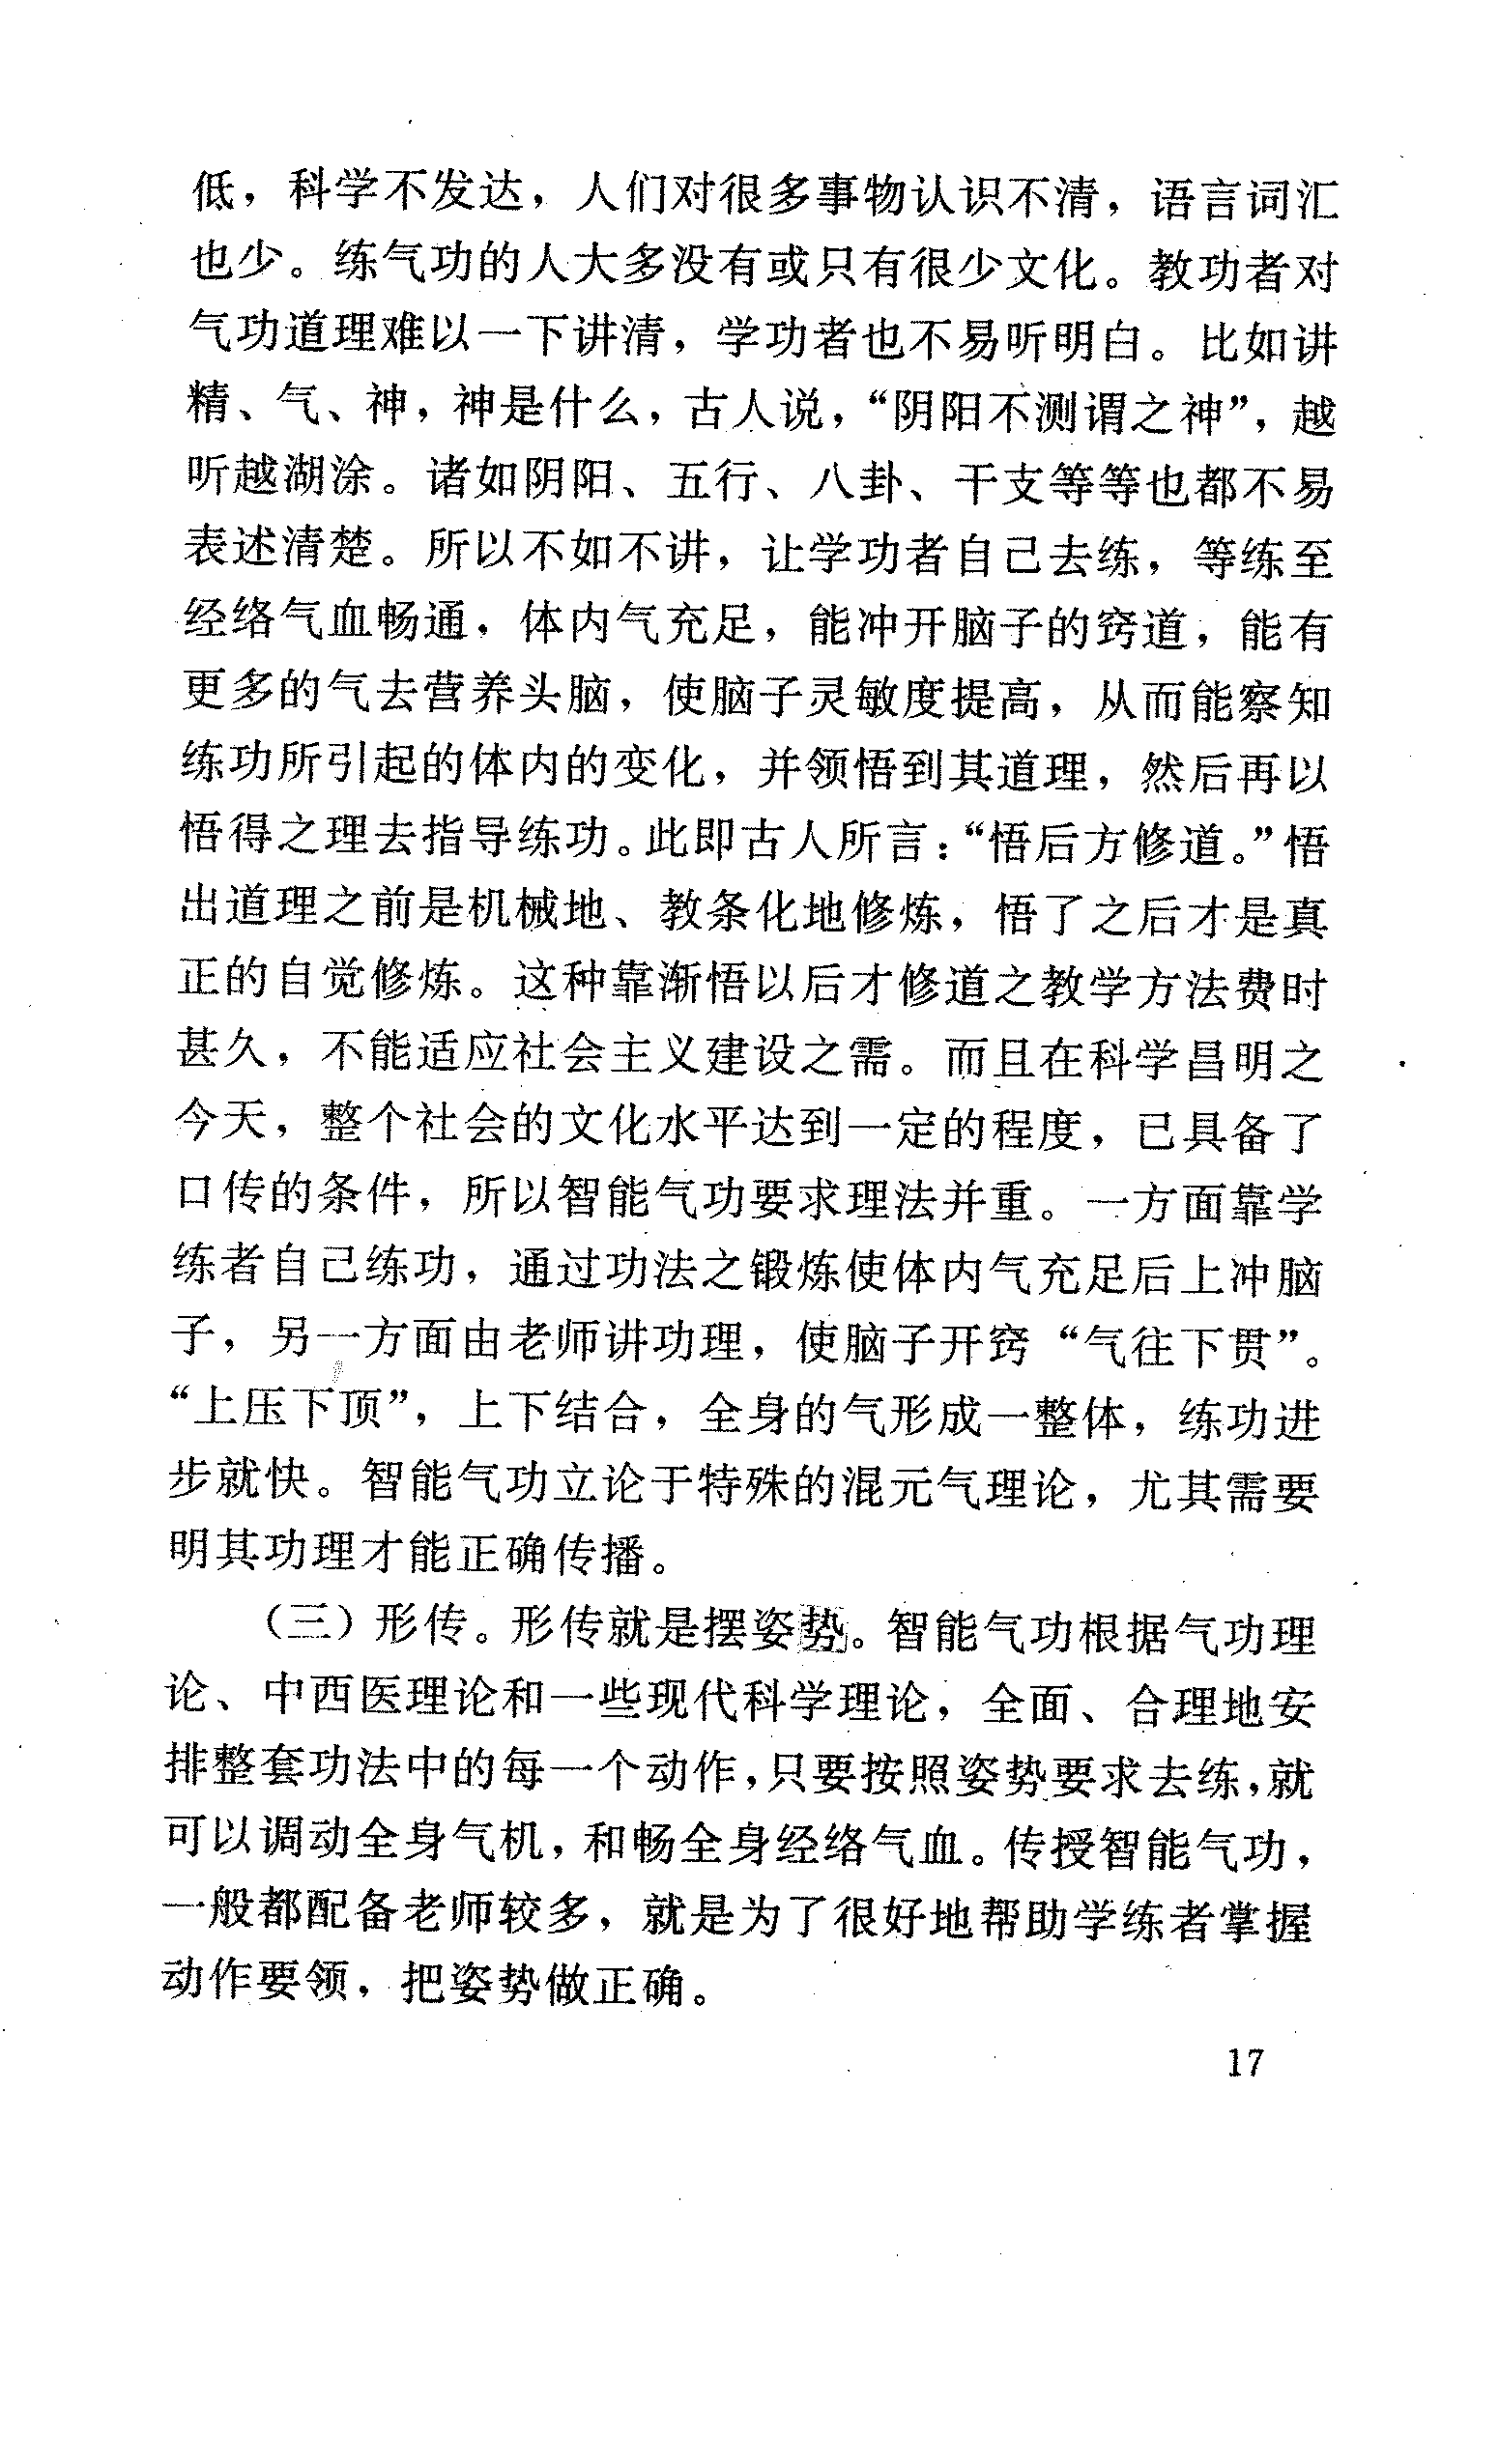 低，科学不发达，人们对很多事物认识不清，语言词汇
也少。练气功的人大多没有或只有很少文化。教功者对
气功道理难以一下讲清，学功者也不易听明白。比如讲
精、气、神，神是什么，古人说，“阴阳不测谓之神”，越
听越湖涂。诸如阴阳、五行、八卦、干支等等也都不易
表述清楚。所以不如不讲，让学功者自己去练，等练至
经络气血畅通，体内气充足，能冲开脑子的窍道，能有
更多的气去营养头脑，使脑子灵敏度提高，从而能察知
练功所引起的体内的变化，并领悟到其道理，然后再以
悟得之理去指导练功。此即古人所言：“悟后方修道。”悟
出道理之前是机械地、教条化地修炼，悟了之后才是真
正的自觉修炼。这种靠渐悟以后才修道之教学方法费时
甚久，不能适应社会主义建设之需。而且在科学昌明之
今天，整个社会的文化水平达到一定的程度，已具备了
口传的条件，所以智能气功要求理法并重。一方面靠学
练者自己练功，通过功法之锻炼使体内气充足后上冲脑
子，另一方面由老师讲功理，使脑子开窍“气往下贯”。
“上压下顶”，上下结合，全身的气形成一整体，练功进
步就快。智能气功立论于特殊的混元气理论，尤其需要
明其功理才能正确传播。
（三）形传。形传就是摆姿势。智能气功根据气功理
论、中西医理论和一些现代科学理论，全面、合理地安
排整套功法中的每一个动作，只要按照姿势要求去练，就
可以调动全身气机，和畅全身经络气血。传授智能气功，
一般都配备老师较多，就是为了很好地帮助学练者掌握
动作要领，把姿势做正确。
17